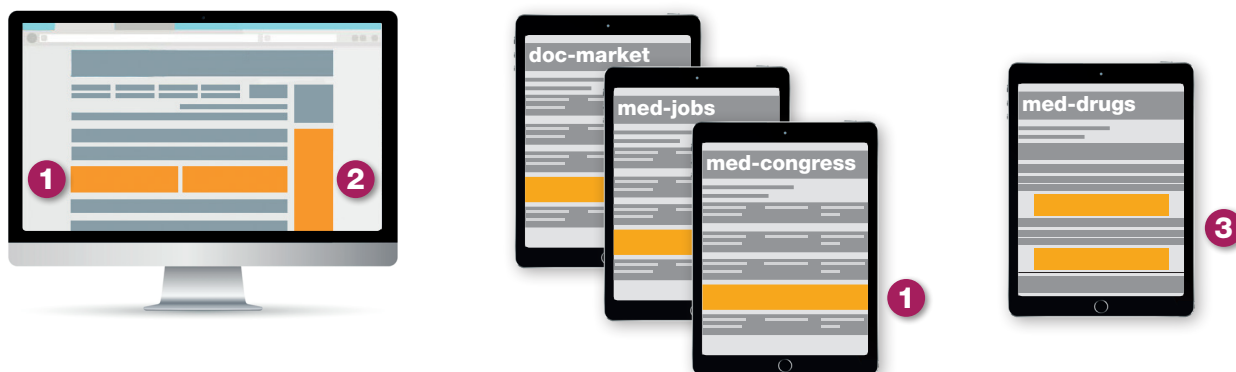 1
2
doc-market
med-jobs
med-congress
1
med-drugs
3